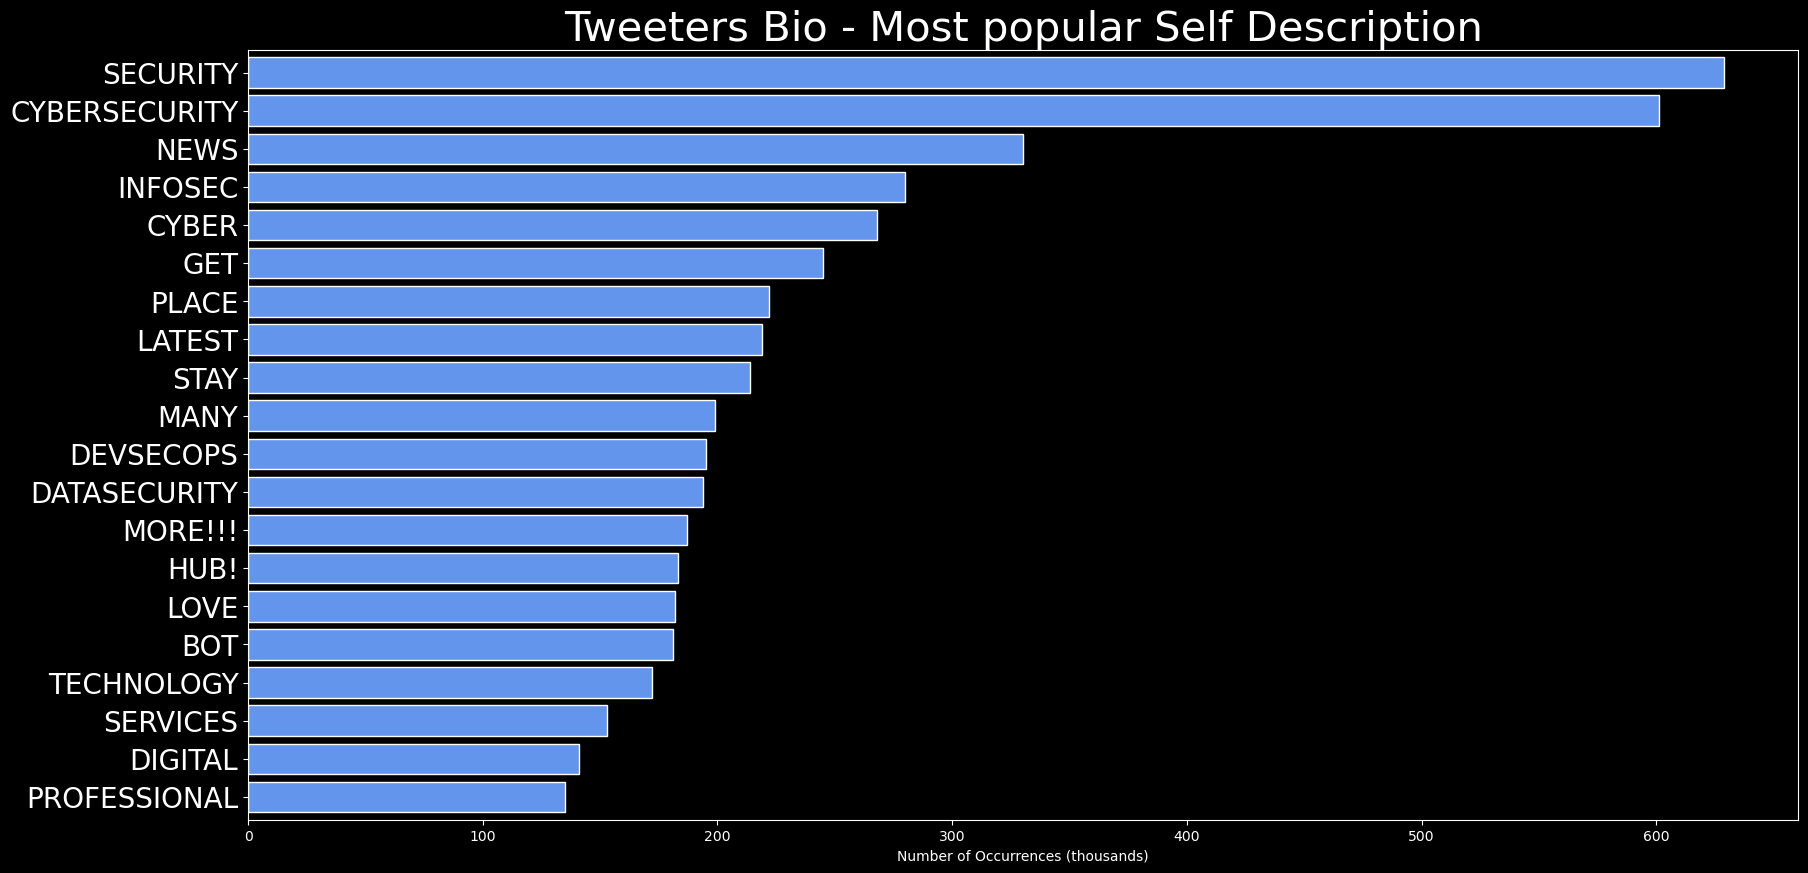 Tweeters Bio - Most popular Self Description
SECURITY
CYBERSECURITY
NEWS
INFOSEC
CYBER
GET
PLACE
LATEST
STAY
MANY
DEVSECOPS
DATASECURITY
MORE!!!
HUB!
LOVE
BOT
TECHNOLOGY
SERVICES
DIGITAL
PROFESSIONAL
0 100 200 300 400 500 600
Number of Occurrences (thousands)